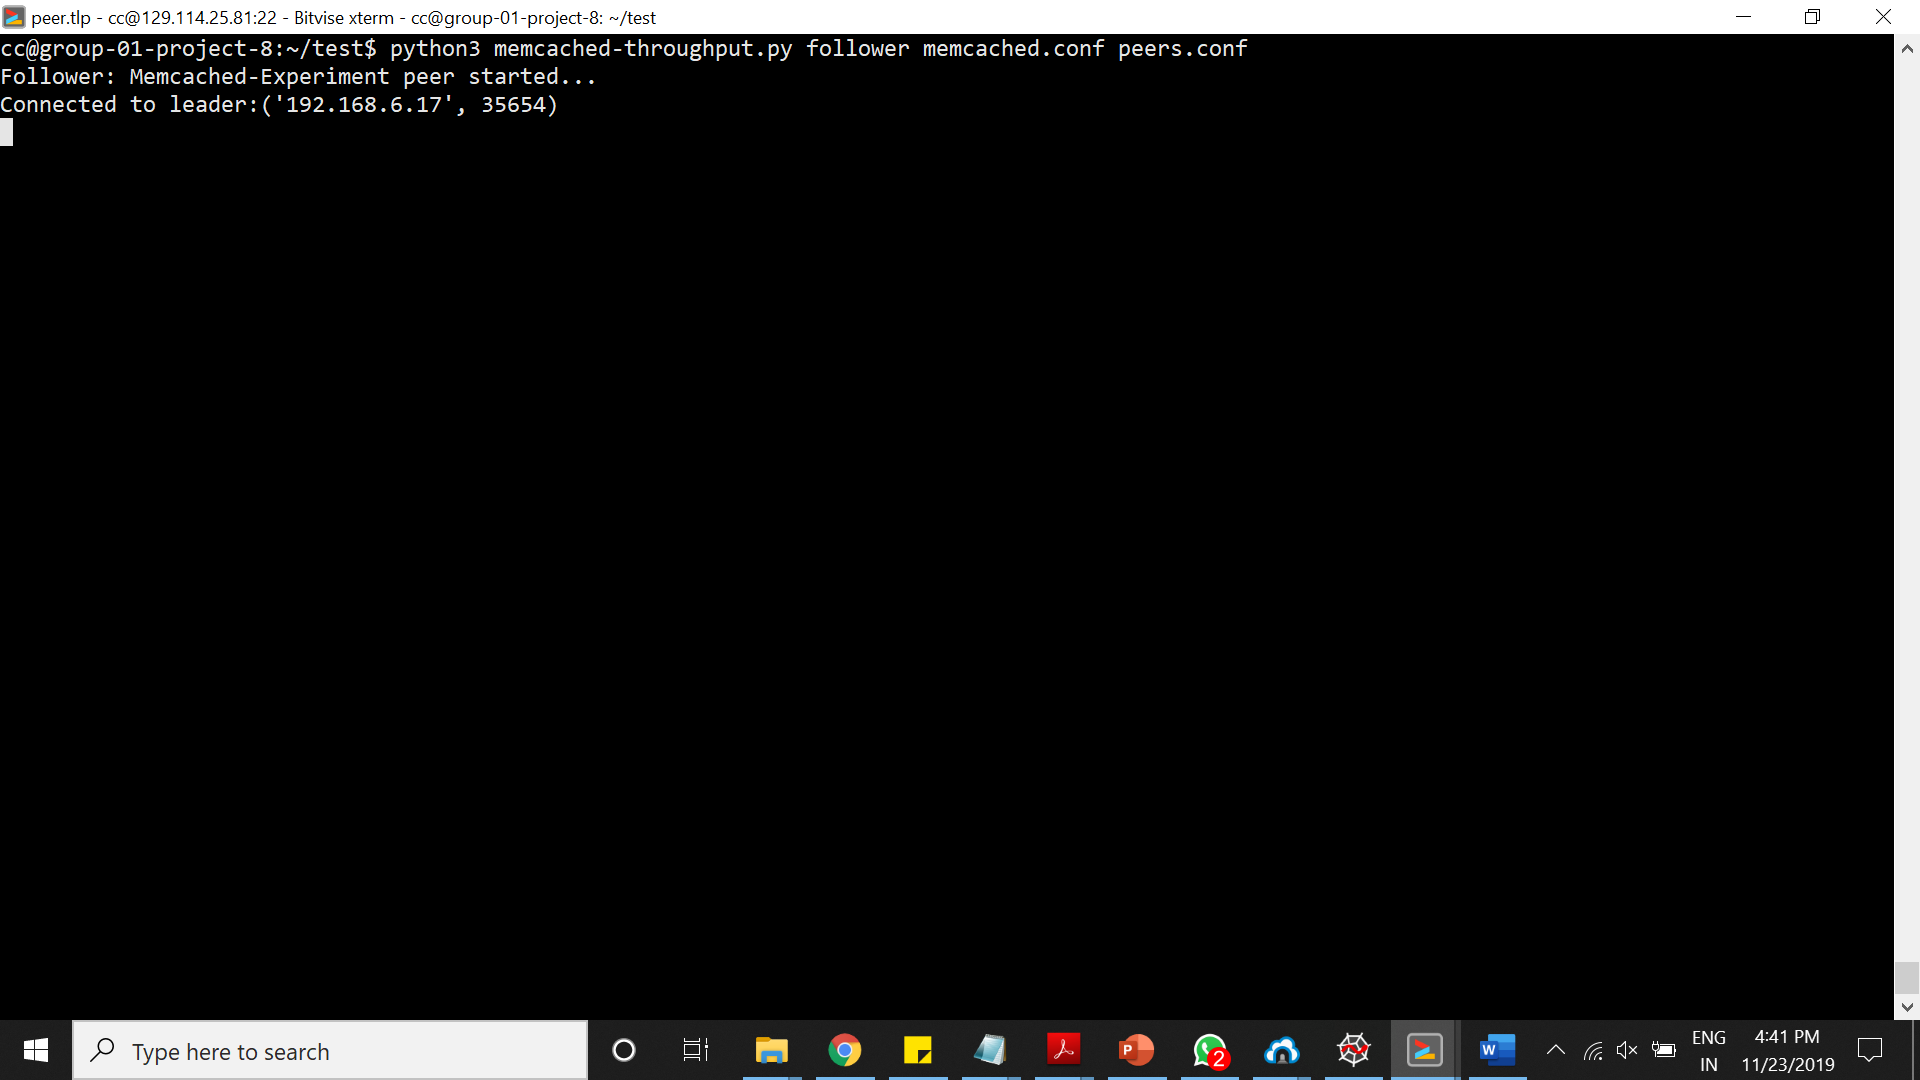 peer.tlp - cc@129.114.25.81:22 - Bitvise xterm - cc@group-01-project-8: ~/test
cc@group-01-project-8:~/test$ python3 memcached-throughput.py follower memcached.conf peers.conf
Follower: Memcached-Experiment peer started...
Connected to leader:('192.168.6.17', 35654)
Type here to search
P
2
W
ENG
IN
4:41 PM
11/23/2019